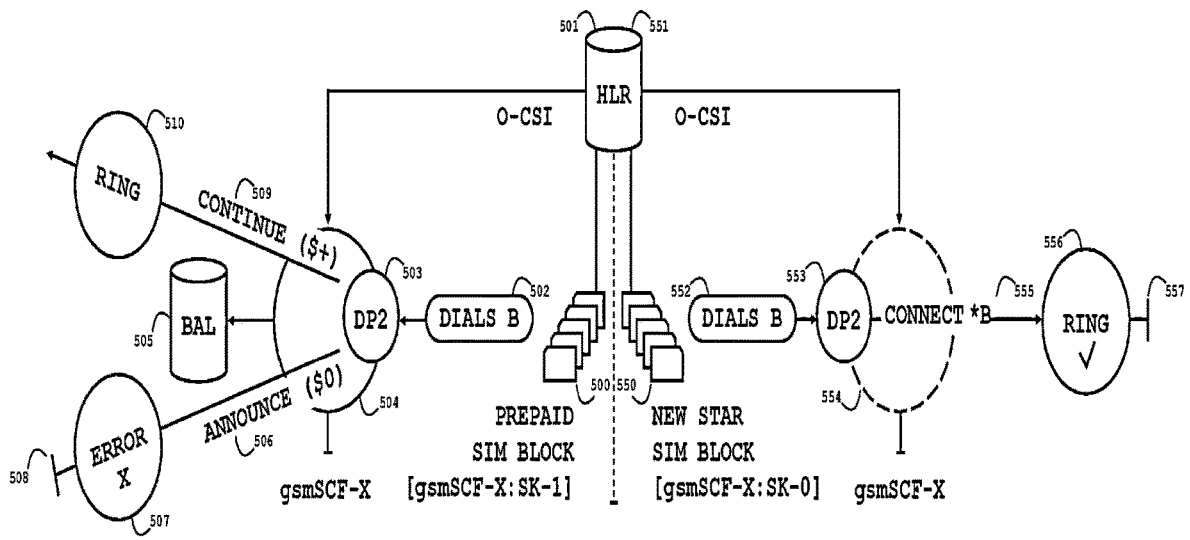 501
551
HLR
O-CSI
O-CSI
510
RING
509
CONTINUE ($+)
503
502
DIALS B
DP2
BAL
505
ANNOUNCE ($0)
506
504
ERROR
X
508
507
gsmSCF-X
500
PREPAID
SIM BLOCK
[gsmSCF-X:SK-1]
550
NEW STAR
SIM BLOCK
[gsmSCF-X:SK-0]
552
DIALS B
553
DP2
CONNECT *B
554
555
556
RING
557
gsmSCF-X